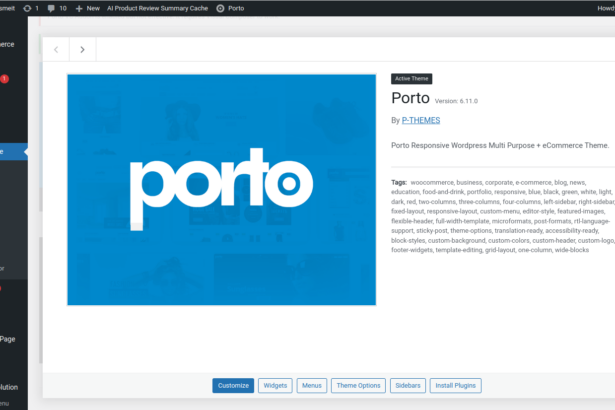 smeit 1 10 New AI Product Review Summary Cache Porto Howd
erce
1
e
or
Page
lution
enu
porto
Active Theme
Porto Version: 6.11.0
By P-THEMES
Porto Responsive Wordpress Multi Purpose + eCommerce Theme.
Tags: woocommerce, business, corporate, e-commerce, blog, news,
education, food-and-drink, portfolio, responsive, blue, black, green, white, light,
dark, red, two-columns, three-columns, four-columns, left-sidebar, right-sidebar
fixed-layout, responsive-layout, custom-menu, editor-style, featured-images,
flexible-header, full-width-template, microformats, post-formats, rtl-language-
support, sticky-post, theme-options, translation-ready, accessibility-ready,
block-styles, custom-background, custom-colors, custom-header, custom-logo,
footer-widgets, template-editing, grid-layout, one-column, wide-blocks
Customize Widgets Menus Theme Options Sidebars Install Plugins